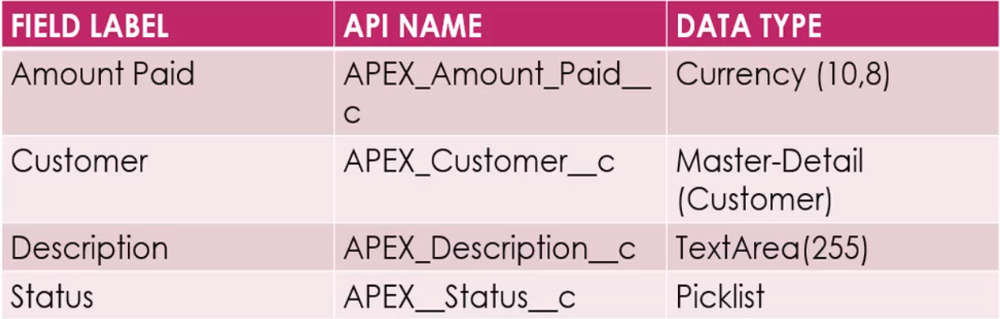 FIELD LABEL API NAME DATA TYPE
Amount Paid APEX_Amount_Paid__ Currency (10,8)
c
Customer APEX_Customer__c Master-Detail
(Customer)
Description APEX_Description__c TextArea(255)
Status APEX__Status__c Picklist